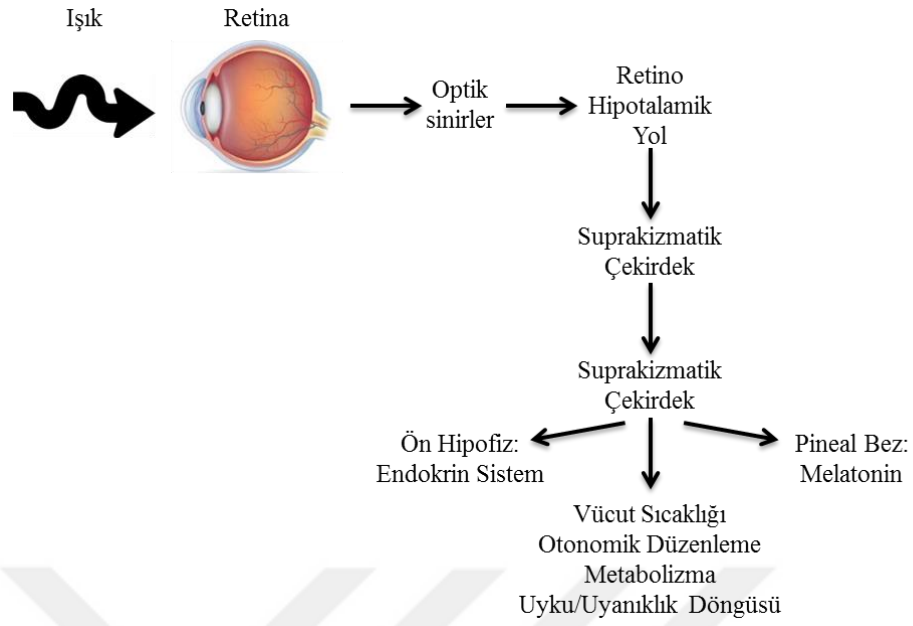 Işık
Retina
Optik
sinirler
Retino
Hipotalamik
Yol
Suprakizmatik
Çekirdek
Suprakizmatik
Çekirdek
Ön Hipofiz:
Endokrin Sistem
Pineal Bez:
Melatonin
Vücut Sıcaklığı
Otonomik Düzenleme
Metabolizma
Uyku/Uyanıklık Döngüsü